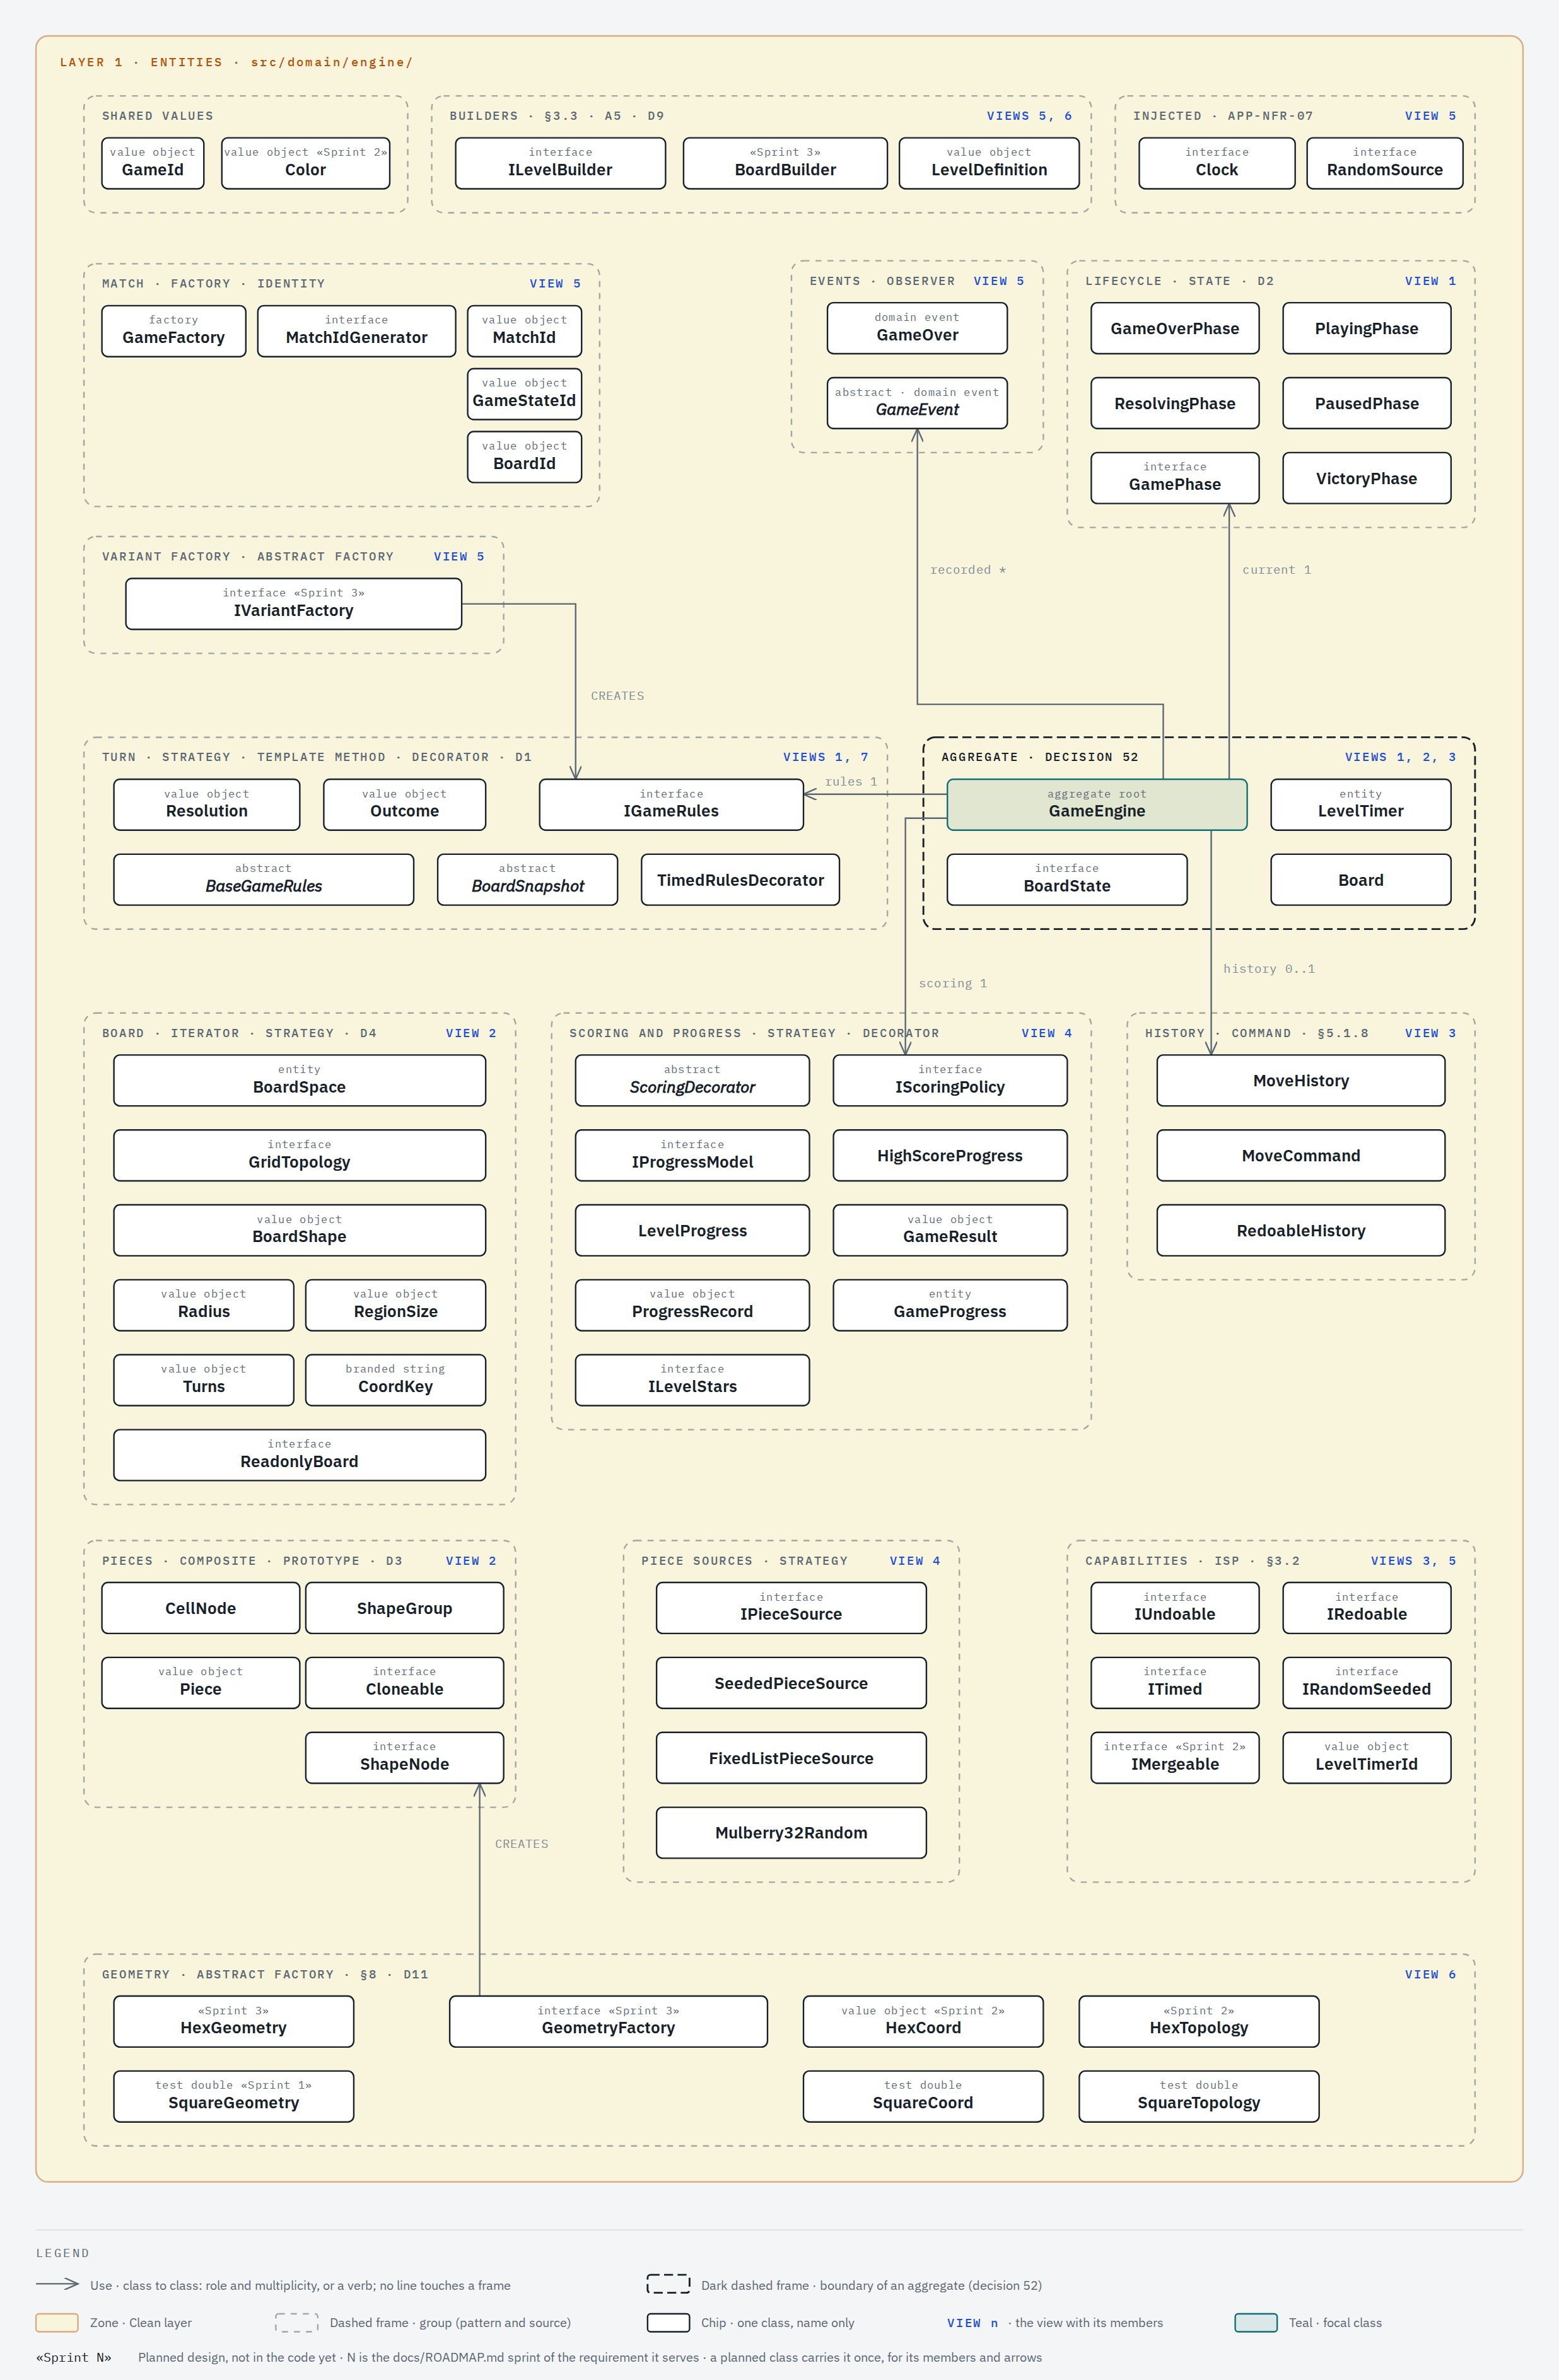 LAYER 1 · ENTITIES · src/domain/engine/
SHARED VALUES
value object
GameId
value object «Sprint 2»
Color
BUILDERS · §3.3 · A5 · D9
VIEWS 5, 6
interface
ILevelBuilder
«Sprint 3»
BoardBuilder
value object
LevelDefinition
INJECTED · APP-NFR-07
VIEW 5
interface
Clock
interface
RandomSource
MATCH · FACTORY · IDENTITY
VIEW 5
factory
GameFactory
interface
MatchIdGenerator
value object
MatchId
value object
GameStateId
value object
BoardId
EVENTS · OBSERVER
VIEW 5
domain event
GameOver
abstract · domain event
GameEvent
LIFECYCLE · STATE · D2
VIEW 1
GameOverPhase
PlayingPhase
ResolvingPhase
PausedPhase
interface
GamePhase
VictoryPhase
VARIANT FACTORY · ABSTRACT FACTORY
VIEW 5
interface «Sprint 3»
IVariantFactory
recorded *
current 1
CREATES
TURN · STRATEGY · TEMPLATE METHOD · DECORATOR · D1
VIEWS 1, 7
value object
Resolution
value object
Outcome
interface
IGameRules
abstract
BaseGameRules
abstract
BoardSnapshot
TimedRulesDecorator
rules 1
AGGREGATE · DECISION 52
VIEWS 1, 2, 3
aggregate root
GameEngine
entity
LevelTimer
interface
BoardState
Board
scoring 1
history 0..1
BOARD · ITERATOR · STRATEGY · D4
VIEW 2
entity
BoardSpace
interface
GridTopology
value object
BoardShape
value object
Radius
value object
RegionSize
value object
Turns
branded string
CoordKey
interface
ReadonlyBoard
SCORING AND PROGRESS · STRATEGY · DECORATOR
VIEW 4
abstract
ScoringDecorator
interface
IScoringPolicy
interface
IProgressModel
HighScoreProgress
LevelProgress
value object
GameResult
value object
ProgressRecord
entity
GameProgress
interface
ILevelStars
HISTORY · COMMAND · §5.1.8
VIEW 3
MoveHistory
MoveCommand
RedoableHistory
PIECES · COMPOSITE · PROTOTYPE · D3
VIEW 2
CellNode
ShapeGroup
value object
Piece
interface
Cloneable
interface
ShapeNode
PIECE SOURCES · STRATEGY
VIEW 4
interface
IPieceSource
SeededPieceSource
FixedListPieceSource
Mulberry32Random
CAPABILITIES · ISP · §3.2
VIEWS 3, 5
interface
IUndoable
interface
IRedoable
interface
ITimed
interface
IRandomSeeded
interface «Sprint 2»
IMergeable
value object
LevelTimerId
CREATES
GEOMETRY · ABSTRACT FACTORY · §8 · D11
VIEW 6
«Sprint 3»
HexGeometry
interface «Sprint 3»
GeometryFactory
value object «Sprint 2»
HexCoord
«Sprint 2»
HexTopology
test double «Sprint 1»
SquareGeometry
test double
SquareCoord
test double
SquareTopology
LEGEND
Use · class to class: role and multiplicity, or a verb; no line touches a frame
Dark dashed frame · boundary of an aggregate (decision 52)
Zone · Clean layer
Dashed frame · group (pattern and source)
Chip · one class, name only
VIEW n · the view with its members
Teal · focal class
«Sprint N» Planned design, not in the code yet · N is the docs/ROADMAP.md sprint of the requirement it serves · a planned class carries it once, for its members and arrows